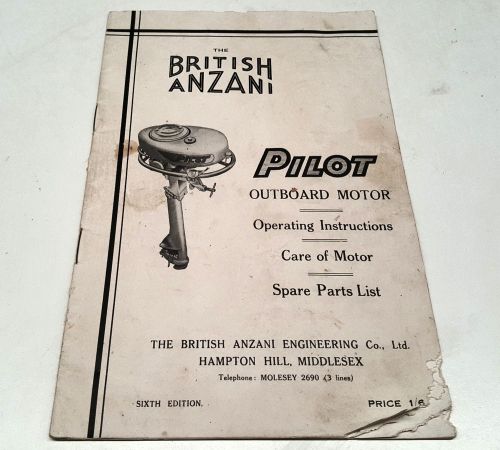 THE
BRITISH
ANZANI
PILOT
OUTBOARD MOTOR
Operating Instructions
Care of Motor
Spare Parts List
THE BRITISH ANZANI ENGINEERING Co., Ltd.
HAMPTON HILL, MIDDLESEX
Telephone: MOLESEY 2690 (3 lines)
SIXTH EDITION.
PRICE 1/6